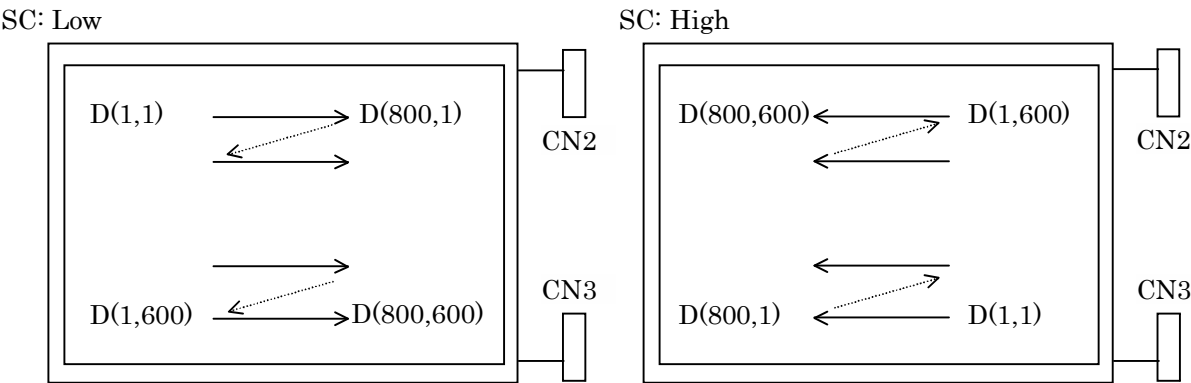 SC: Low
SC: High
D(1,1)
D(800,1)
CN2
D(1,600)
D(800,600)
CN3
D(800,600)
D(1,600)
CN2
D(800,1)
D(1,1)
CN3